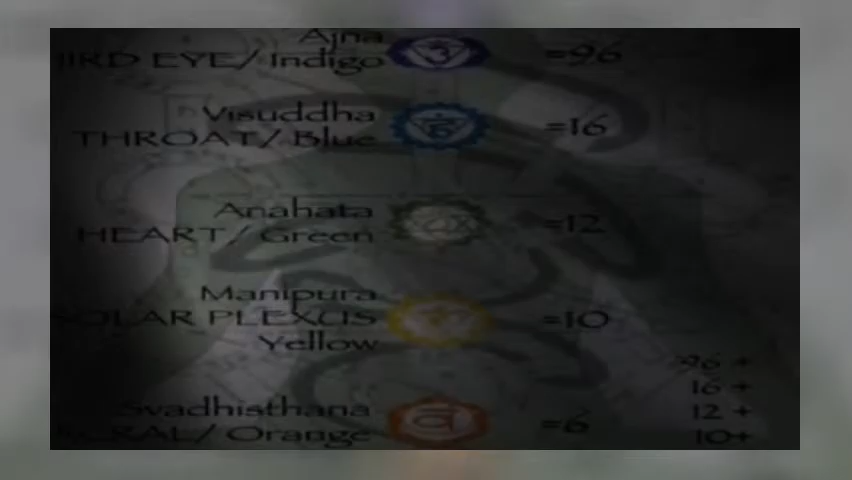 Ajna
EYE/ Indigo
=96
Visuddha
THROAT/ Blue
=16
Anahata
HEART/ Green
=12
Manipura
SOLAR PLEXUS
Yellow
=10
Svadhisthana
Orange
=6
96 +
16 +
12 +
10+